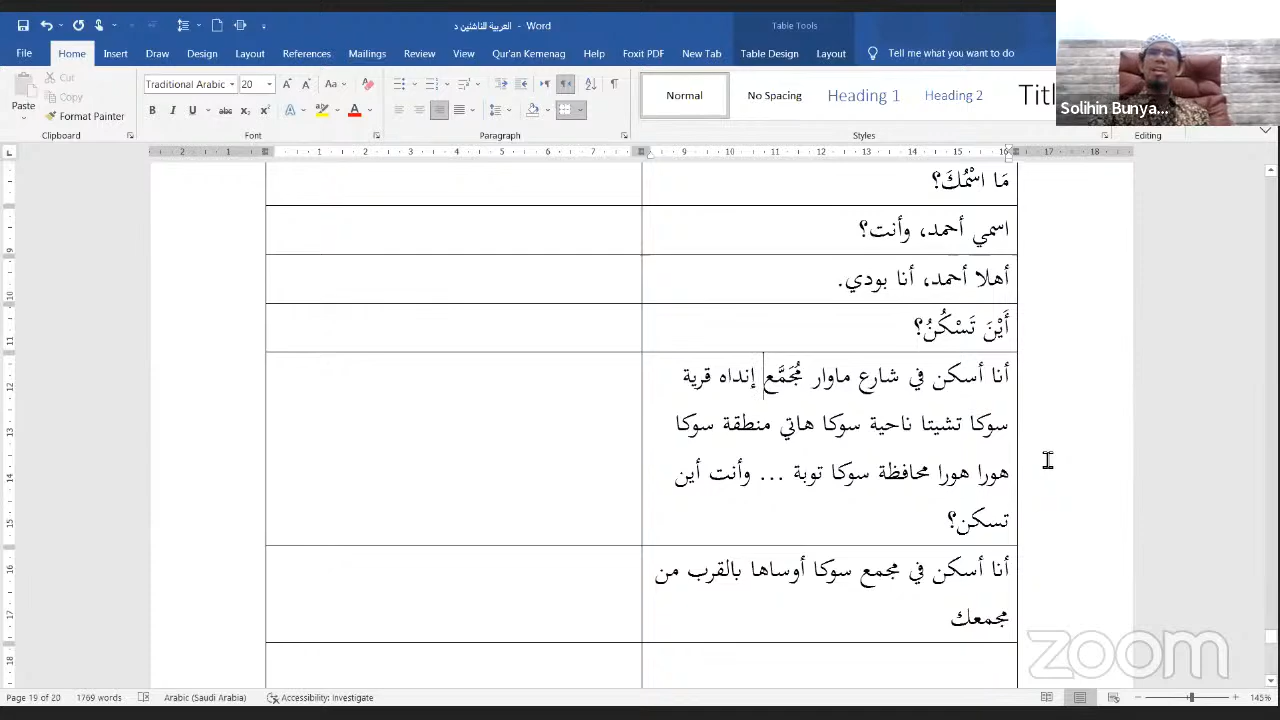 العربية للناشئين د - Word
Table Tools
File Home Insert Draw Design Layout References Mailings Review View Qur'an Kemenag Help Foxit PDF New Tab Table Design Layout Tell me what you want to do
Solihin Bunya...
Cut
Copy
Format Painter
Paste
Traditional Arabic 20
Normal
No Spacing
Heading 1
Heading 2
Titl
Clipboard Font Paragraph Styles Editing
مَا اسْمُكَ؟
اسمي أحمد، وأنت؟
أهلا أحمد، أنا بودي.
أَيْنَ تَسْكُنُ؟
أنا أسكن في شارع ماوار مُجَمَّع إنداه قرية
سوكا تشيتا ناحية سوكا هاتي منطقة سوكا
هورا هورا محافظة سوكا توبة ... وأنت أين
تسكن؟
أنا أسكن في مجمع سوكا أوساها بالقرب من
مجمعك
zoom
Page 19 of 20 1769 words Arabic (Saudi Arabia) Accessibility: Investigate 145%